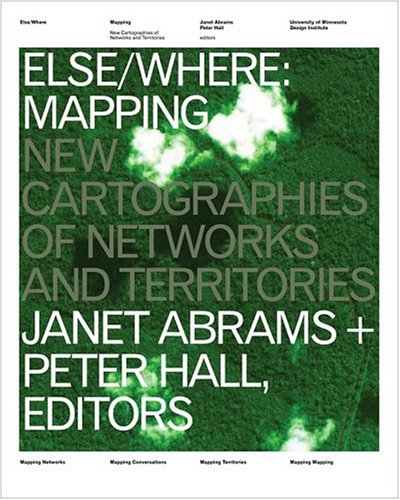 Else/Where
Mapping
New Cartographies of
Networks and Territories
Janet Abrams
Peter Hall
editors
University of Minnesota
Design Institute
ELSE/WHERE:
MAPPING
NEW
CARTOGRAPHIES
OF NETWORKS
AND TERRITORIES
JANET ABRAMS +
PETER HALL,
EDITORS
Mapping Networks
Mapping Conversations
Mapping Territories
Mapping Mapping